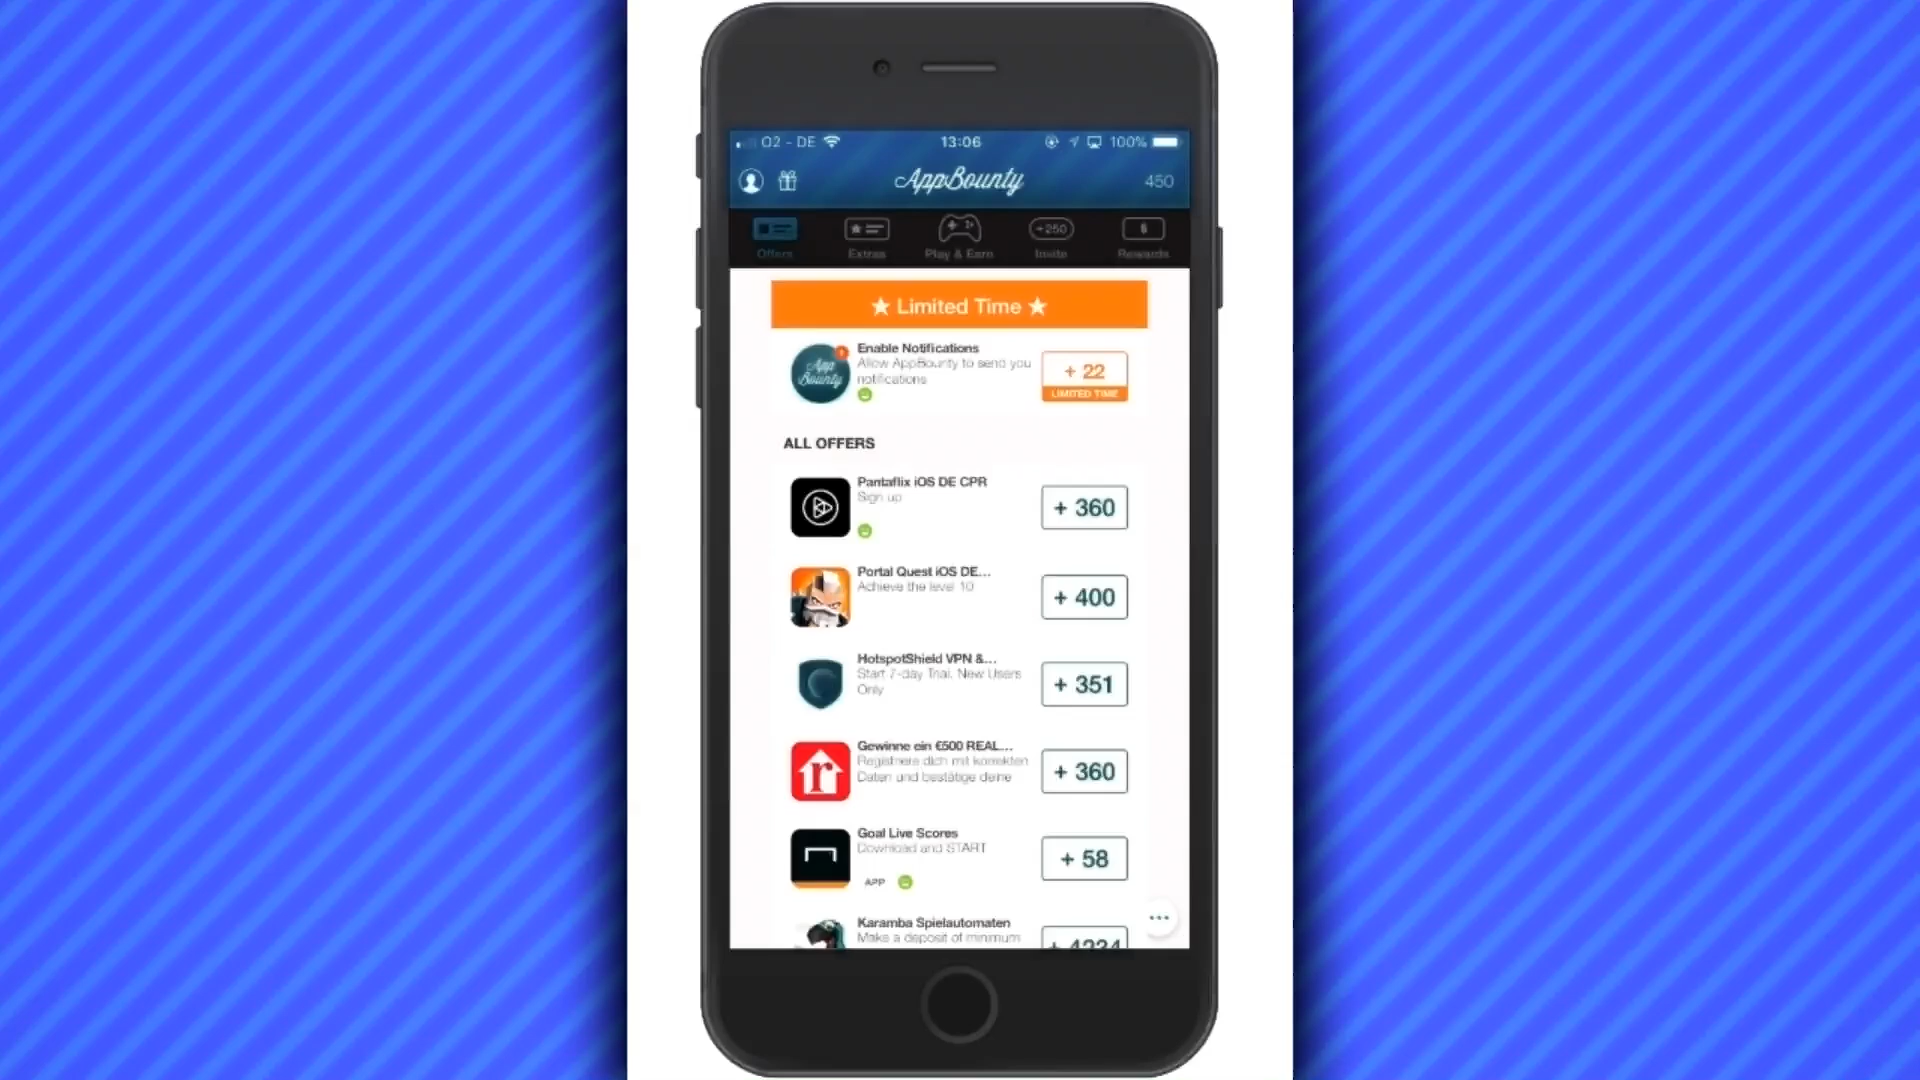 O2 - DE
13:06
100%
AppBounty
450
Offers
Extras
Play & Earn
+250
Invite
Rewards
★ Limited Time ★
App
Bounty
Enable Notifications
Allow AppBounty to send you
notifications
+ 22
LIMITED TIME
ALL OFFERS
Pantaflix iOS DE CPR
Sign up
+ 360
Portal Quest iOS DE...
Achieve the level 10
+ 400
HotspotShield VPN &...
Start 7-day Trial. New Users
Only
+ 351
Gewinne ein €500 REAL...
Registriere dich mit korrekten
Daten und bestätige deine
+ 360
r
Goal Live Scores
Download and START
APP
+ 58
Karamba Spielautomaten
Make a deposit of minimum
+ 4234